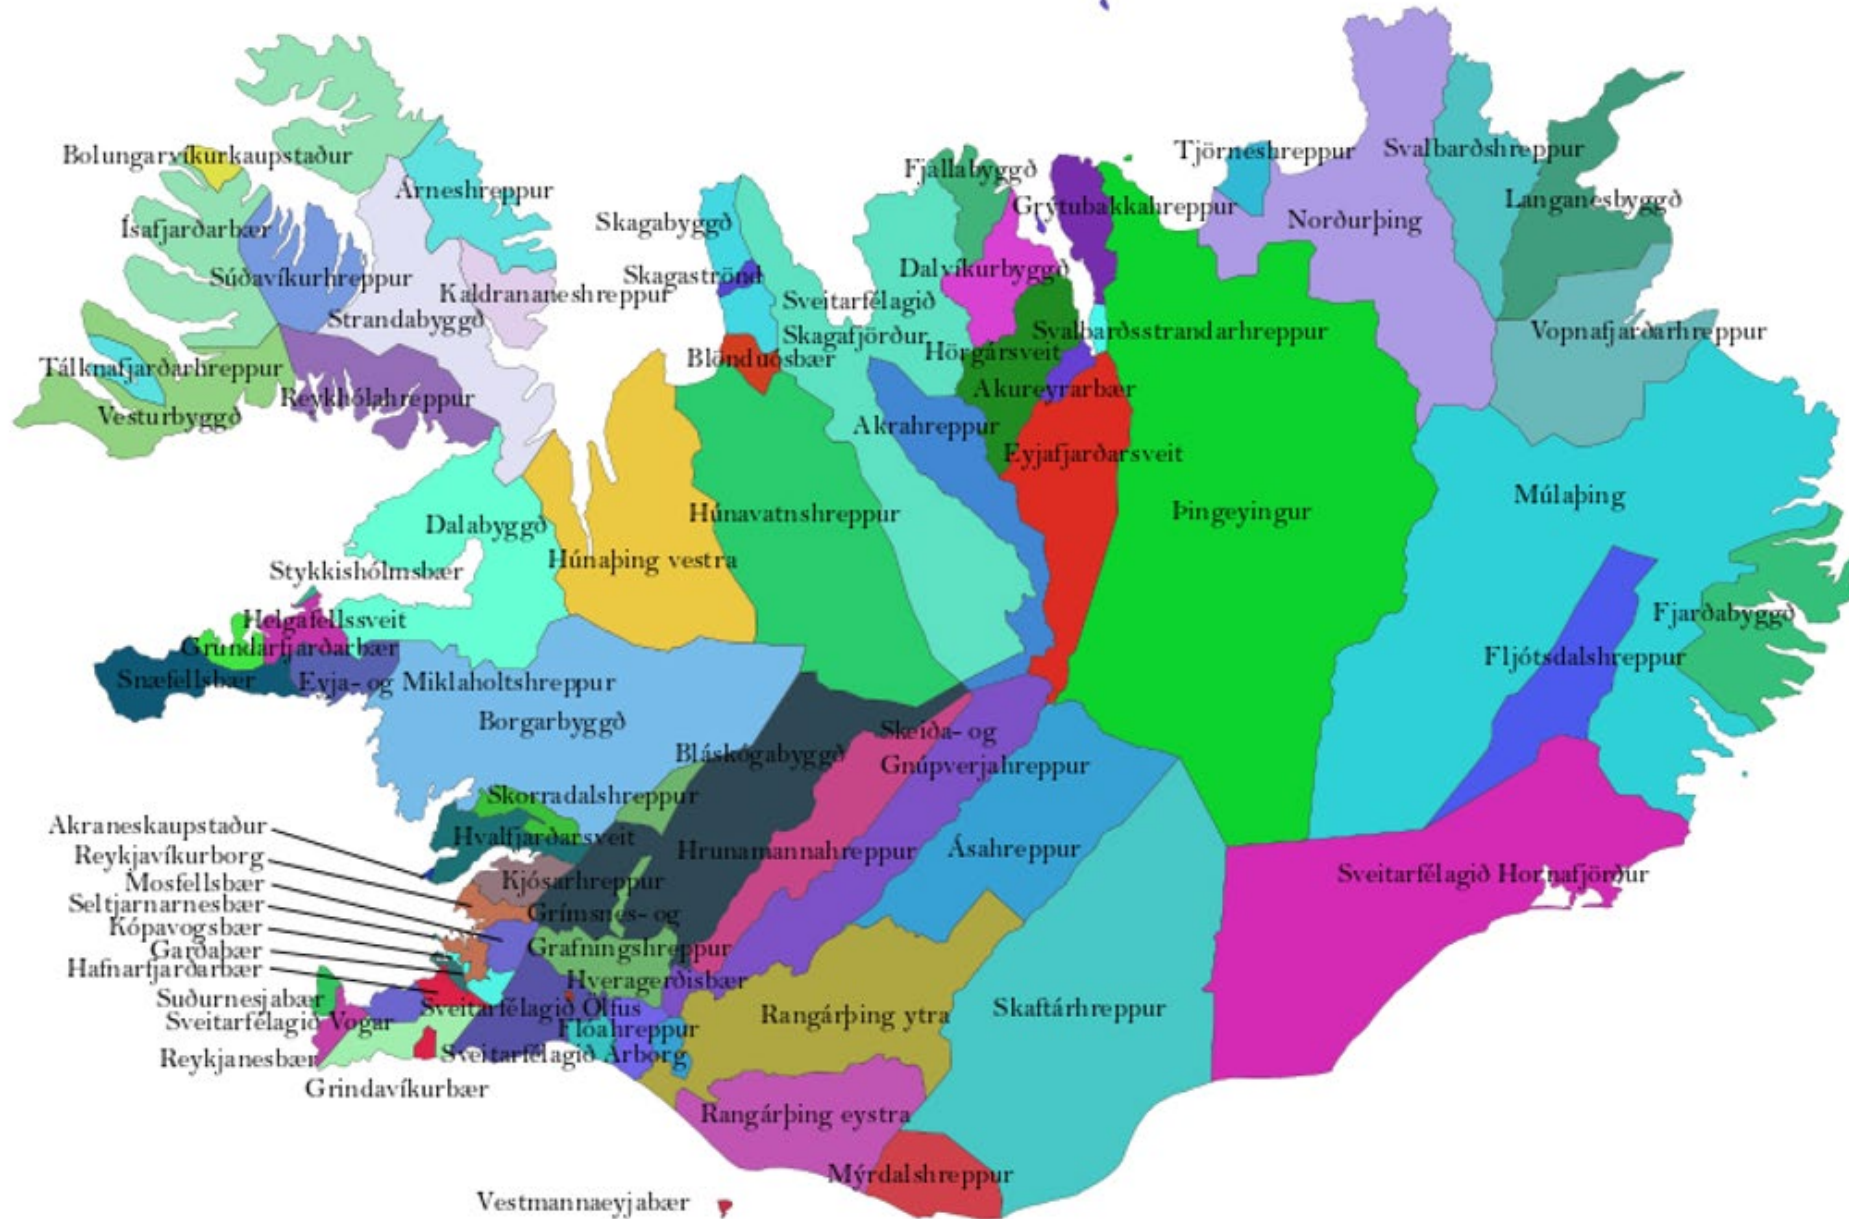 Bolungarvíkurkaupstaður
Árneshreppur
Ísafjarðarbær
Súðavíkurhreppur
Kaldrananeshreppur
Strandabyggð
Tálknafjarðarhreppur
Reykhólahreppur
Vesturbyggð
Fjallabyggð
Tjörneshreppur
Svalbarðshreppur
Langanesbyggð
Grýtubakkahreppur
Norðurþing
Skagabyggð
Skagaströnd
Dalvíkurbyggð
Sveitarfélagið
Skagafjörður
Svalbarðsstrandarhreppur
Vopnafjarðarhreppur
Blönduósbær
Hörgársveit
Akureyrarbær
Akrahreppur
Eyjafjarðarsveit
Múlaþing
Þingeyingur
Húnavatnshreppur
Dalabyggð
Húnaþing vestra
Stykkishólmsbær
Helgafellssveit
Grundarfjarðarbær
Fjarðabyggð
Fljótsdalshreppur
Snæfellsbær
Eyja- og Miklaholtshreppur
Borgarbyggð
Skeiða- og
Gnúpverjahreppur
Bláskógabyggð
Skorradalshreppur
Akraneskaupstaður
Hvalfjarðarsveit
Hrunamannahreppur
Ásahreppur
Reykjavíkurborg
Mosfellsbær
Kjósarhreppur
Sveitarfélagið Hornafjörður
Seltjarnarnesbær
Grímsnes- og
Grafningshreppur
Kópavogsbær
Garðabær
Hafnarfjarðarbær
Hveragerðisbær
Suðurnesjabær
Sveitarfélagið Ölfus
Sveitarfélagið Vogar
Flóahreppur
Rangárþing ytra
Skaftárhreppur
Reykjanesbær
Sveitarfélagið Árborg
Grindavíkurbær
Rangárþing eystra
Mýrdalshreppur
Vestmannaeyjabær